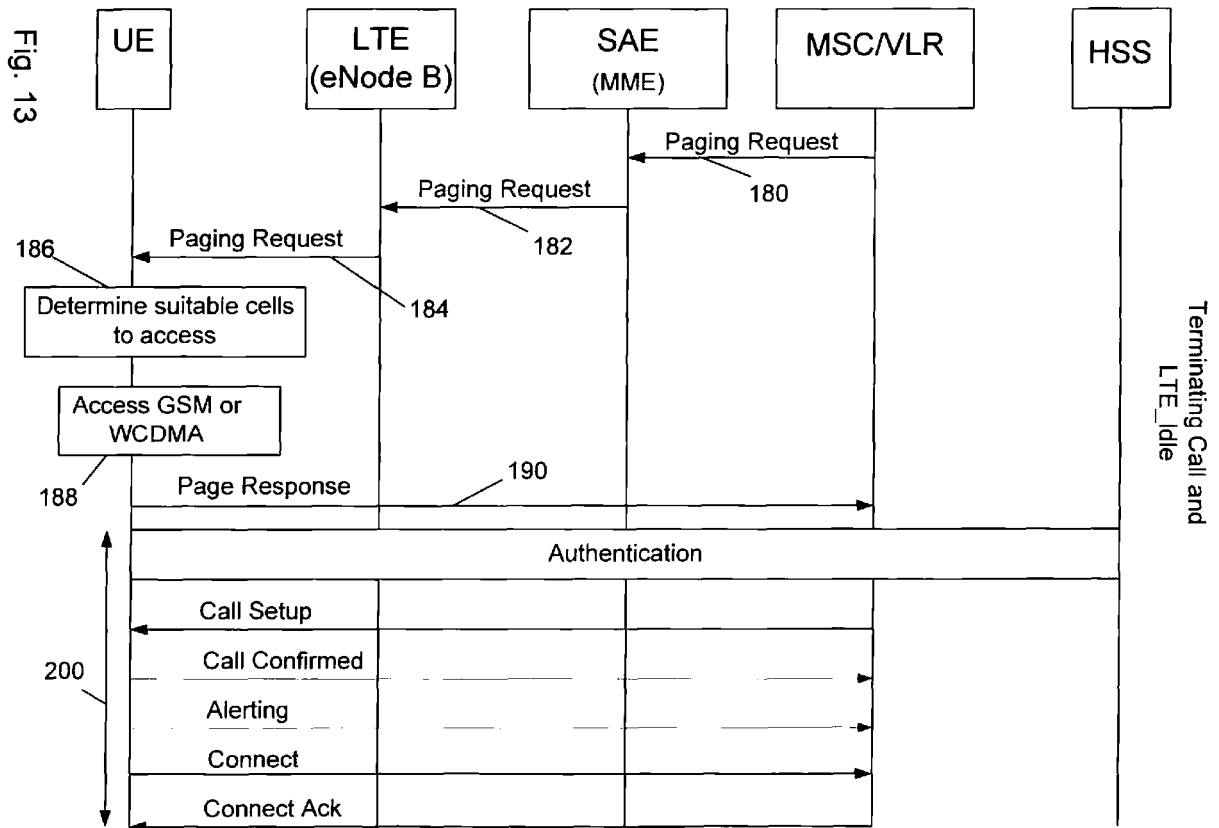 Fig. 13
UE
LTE
(eNode B)
SAE
(MME)
MSC/VLR
HSS
Paging Request
180
Paging Request
182
Paging Request
184
186
Determine suitable cells
to access
Access GSM or
WCDMA
188
Page Response
190
Authentication
Call Setup
Call Confirmed
200
Alerting
Connect
Connect Ack
Terminating Call and
LTE_Idle